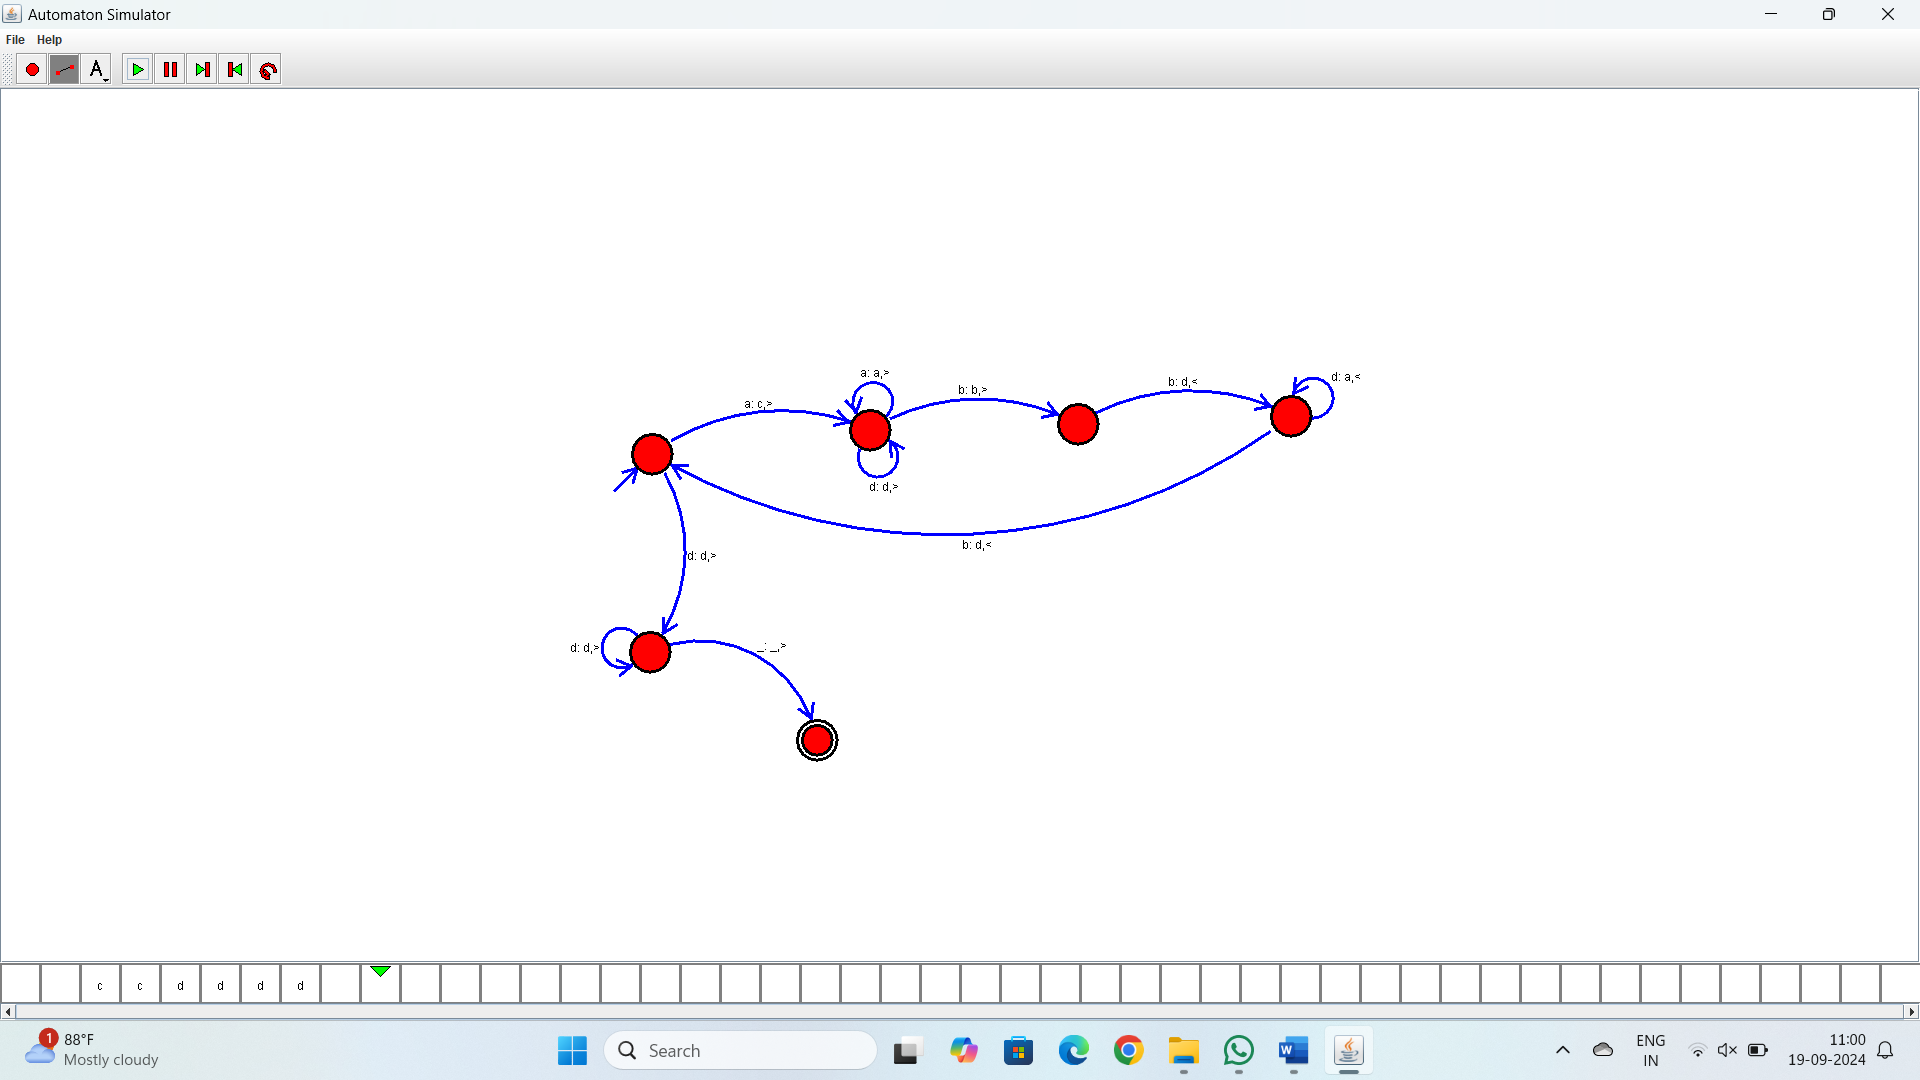 Automaton Simulator
File Help
A
a: a,>
d: a,<
b: d,<
b: b,>
a: c,>
d: d,>
b: d,<
d: d,>
d: d,>
_: _,>
c c d d d d
1
88°F
Mostly cloudy
Search
W
ENG
IN
11:00
19-09-2024